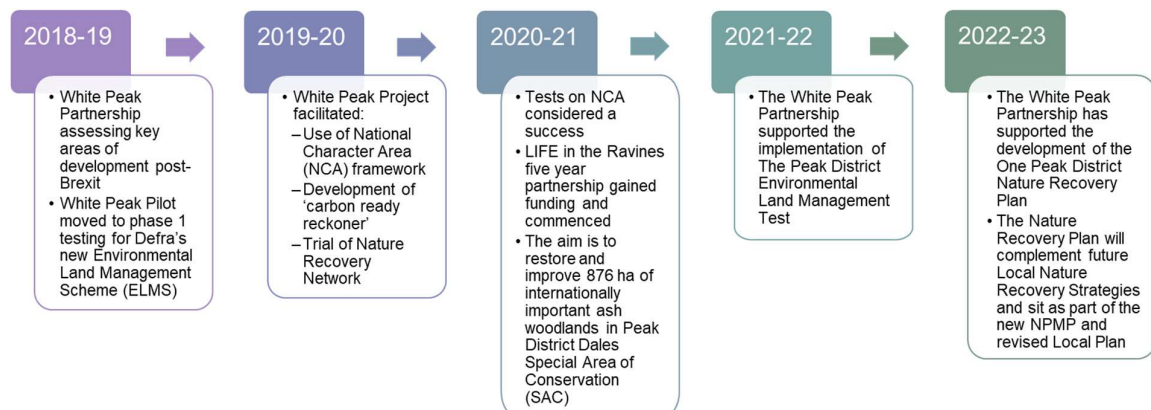 2018-19
• White Peak
Partnership
assessing key
areas of
development post-
Brexit
• White Peak Pilot
moved to phase 1
testing for Defra's
new Environmental
Land Management
Scheme (ELMS)
2019-20
• White Peak Project
facilitated:
–Use of National
Character Area
(NCA) framework
–Development of
'carbon ready
reckoner'
–Trial of Nature
Recovery
Network
2020-21
• Tests on NCA
considered a
success
• LIFE in the Ravines
five year
partnership gained
funding and
commenced
• The aim is to
restore and
improve 876 ha of
internationally
important ash
woodlands in Peak
District Dales
Special Area of
Conservation
(SAC)
2021-22
• The White Peak
Partnership
supported the
implementation of
The Peak District
Environmental
Land Management
Test
2022-23
• The White Peak
Partnership has
supported the
development of the
One Peak District
Nature Recovery
Plan
• The Nature
Recovery Plan will
complement future
Local Nature
Recovery Strategies
and sit as part of the
new NPMP and
revised Local Plan